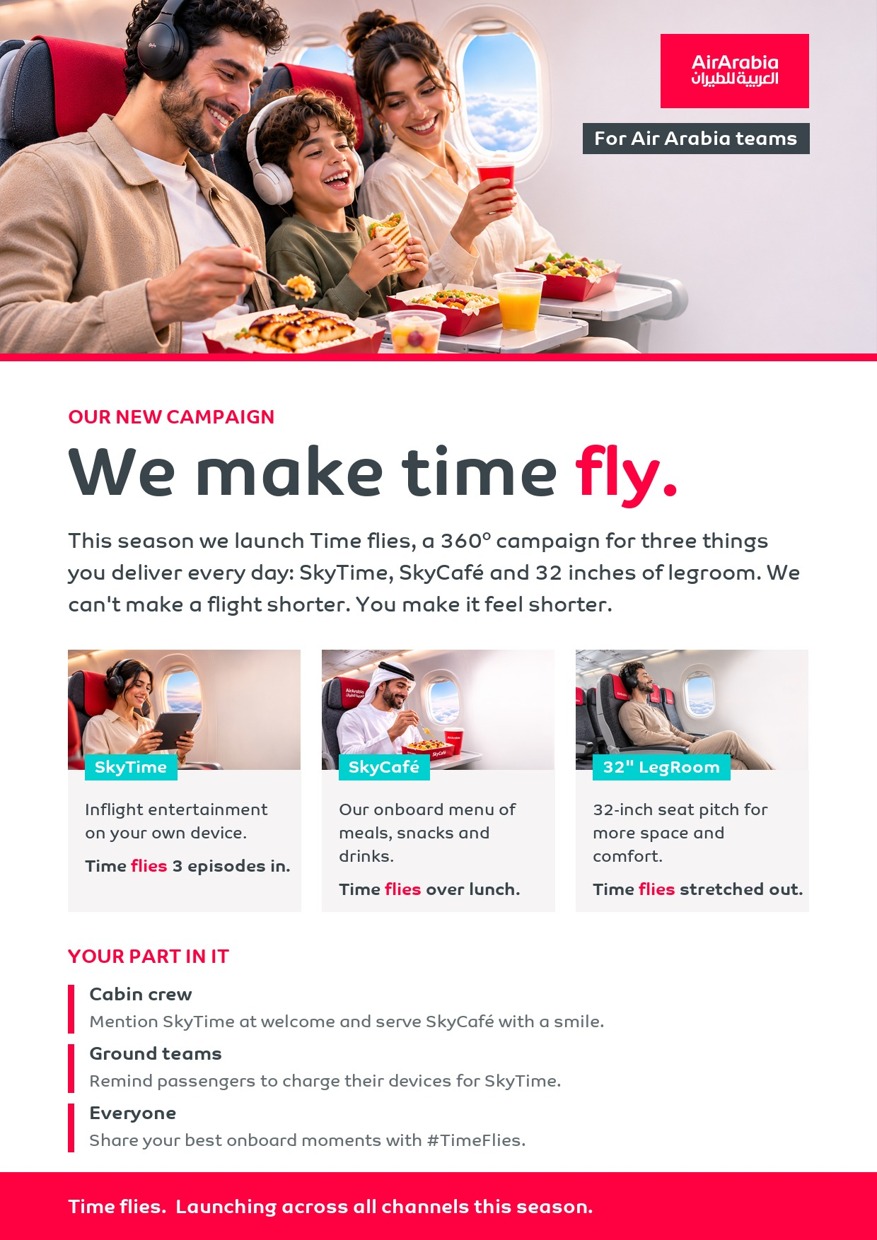 AirArabia
العربية للطيران
For Air Arabia teams
OUR NEW CAMPAIGN
We make time fly.
This season we launch Time flies, a 360° campaign for three things
you deliver every day: SkyTime, SkyCafé and 32 inches of legroom. We
can't make a flight shorter. You make it feel shorter.
SkyTime
Inflight entertainment
on your own device.
Time flies 3 episodes in.
AirArabia
SkyCafé
SkyCafé
Our onboard menu of
meals, snacks and
drinks.
Time flies over lunch.
32" LegRoom
32-inch seat pitch for
more space and
comfort.
Time flies stretched out.
YOUR PART IN IT
Cabin crew
Mention SkyTime at welcome and serve SkyCafé with a smile.
Ground teams
Remind passengers to charge their devices for SkyTime.
Everyone
Share your best onboard moments with #TimeFlies.
Time flies. Launching across all channels this season.